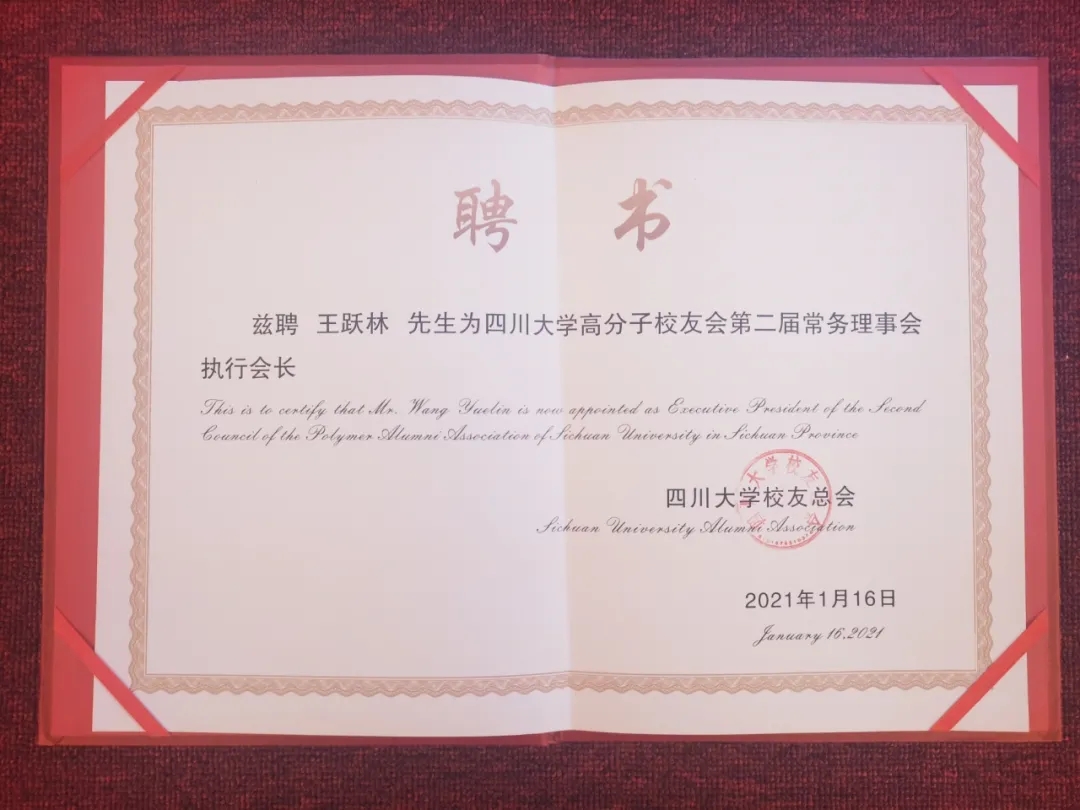 聘 书
兹聘 王跃林 先生为四川大学高分子校友会第二届常务理事会
执行会长
This is to certify that Mr. Wang Yuelin is now appointed as Executive President of the Second
Council of the Polymer Alumni Association of Sichuan University in Sichuan Province
四川大学校友总会
Sichuan University Alumni Association
2021年1月16日
January 16,2021